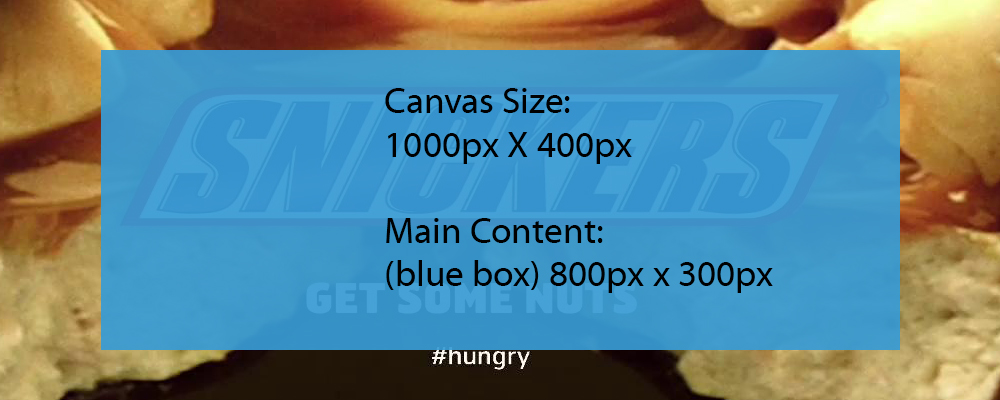 Canvas Size:
1000px X 400px
SNICKERS
Main Content:
(blue box) 800px x 300px
GET SOME NUTS
#hungry